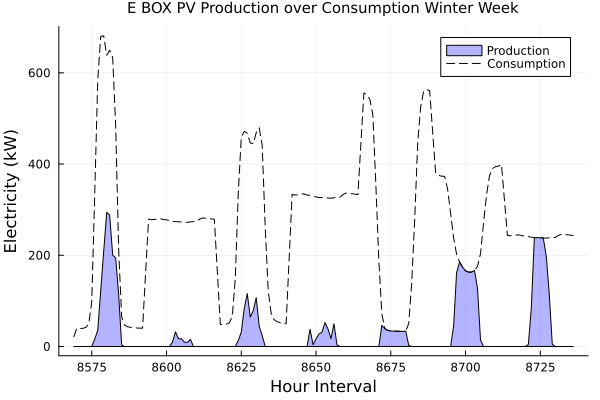 E BOX PV Production over Consumption Winter Week
Production
Consumption
Electricity (kW)
600
400
200
0
8575 8600 8625 8650 8675 8700 8725
Hour Interval